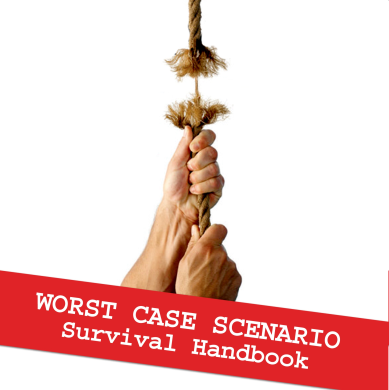 WORST CASE SCENARIO
Survival Handbook